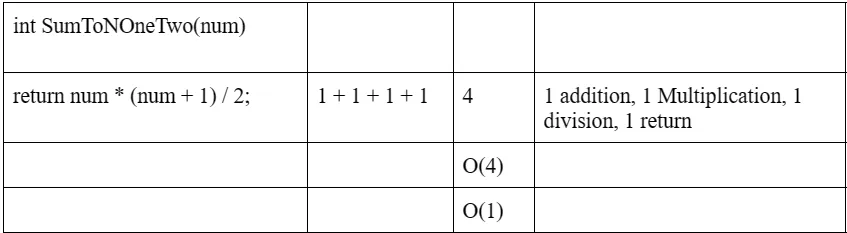 int SumToNOneTwo(num)
return num * (num + 1) / 2;
1 + 1 + 1 + 1
4
1 addition, 1 Multiplication, 1
division, 1 return
O(4)
O(1)